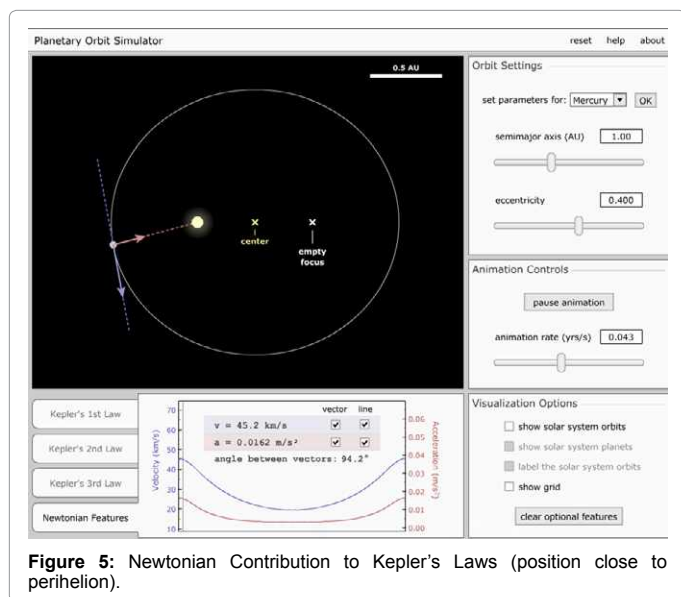 Planetary Orbit Simulator
reset help about
0.5 AU
center
empty
focus
Orbit Settings
set parameters for: Mercury OK
semimajor axis (AU) 1.00
eccentricity 0.400
Animation Controls
pause animation
animation rate (yrs/s) 0.043
Kepler's 1st Law
Kepler's 2nd Law
Kepler's 3rd Law
Newtonian Features
Velocity (km/s)
70
60
50
40
30
20
10
vector line
v = 45.2 km/s
a = 0.0162 m/s²
angle between vectors: 94.2°
0.06
0.05
0.04
0.03
0.02
0.01
0.00
Acceleration (m/s²)
Visualization Options
show solar system orbits
show solar system planets
label the solar system orbits
show grid
clear optional features
Figure 5: Newtonian Contribution to Kepler's Laws (position close to
perihelion).